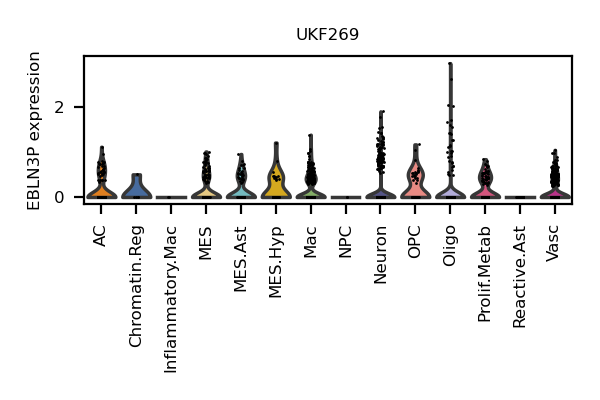 UKF269
EBLN3P expression
2
0
AC
Chromatin.Reg
Inflammatory.Mac
MES
MES.Ast
MES.Hyp
Mac
NPC
Neuron
OPC
Oligo
Prolif.Metab
Reactive.Ast
Vasc